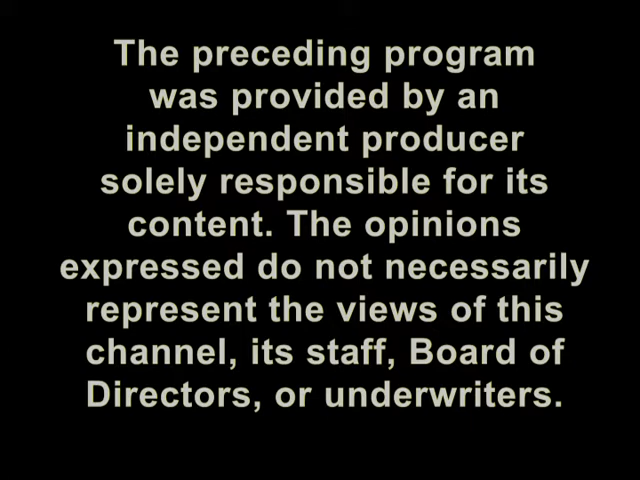 The preceding program
was provided by an
independent producer
solely responsible for its
content. The opinions
expressed do not necessarily
represent the views of this
channel, its staff, Board of
Directors, or underwriters.